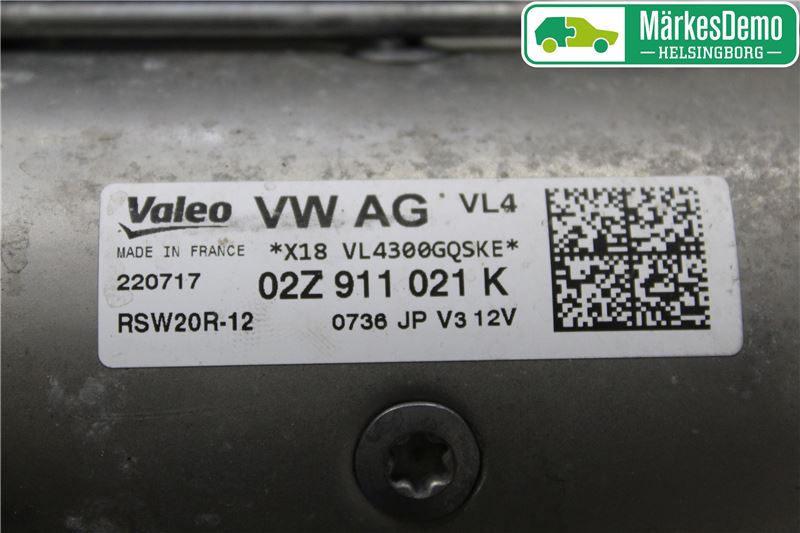 MärkesDemo
HELSINGBORG
Valeo VW AG VL4
MADE IN FRANCE *X18 VL4300GQSKE*
220717 02Z 911 021 K
RSW20R-12 0736 JP V3 12V